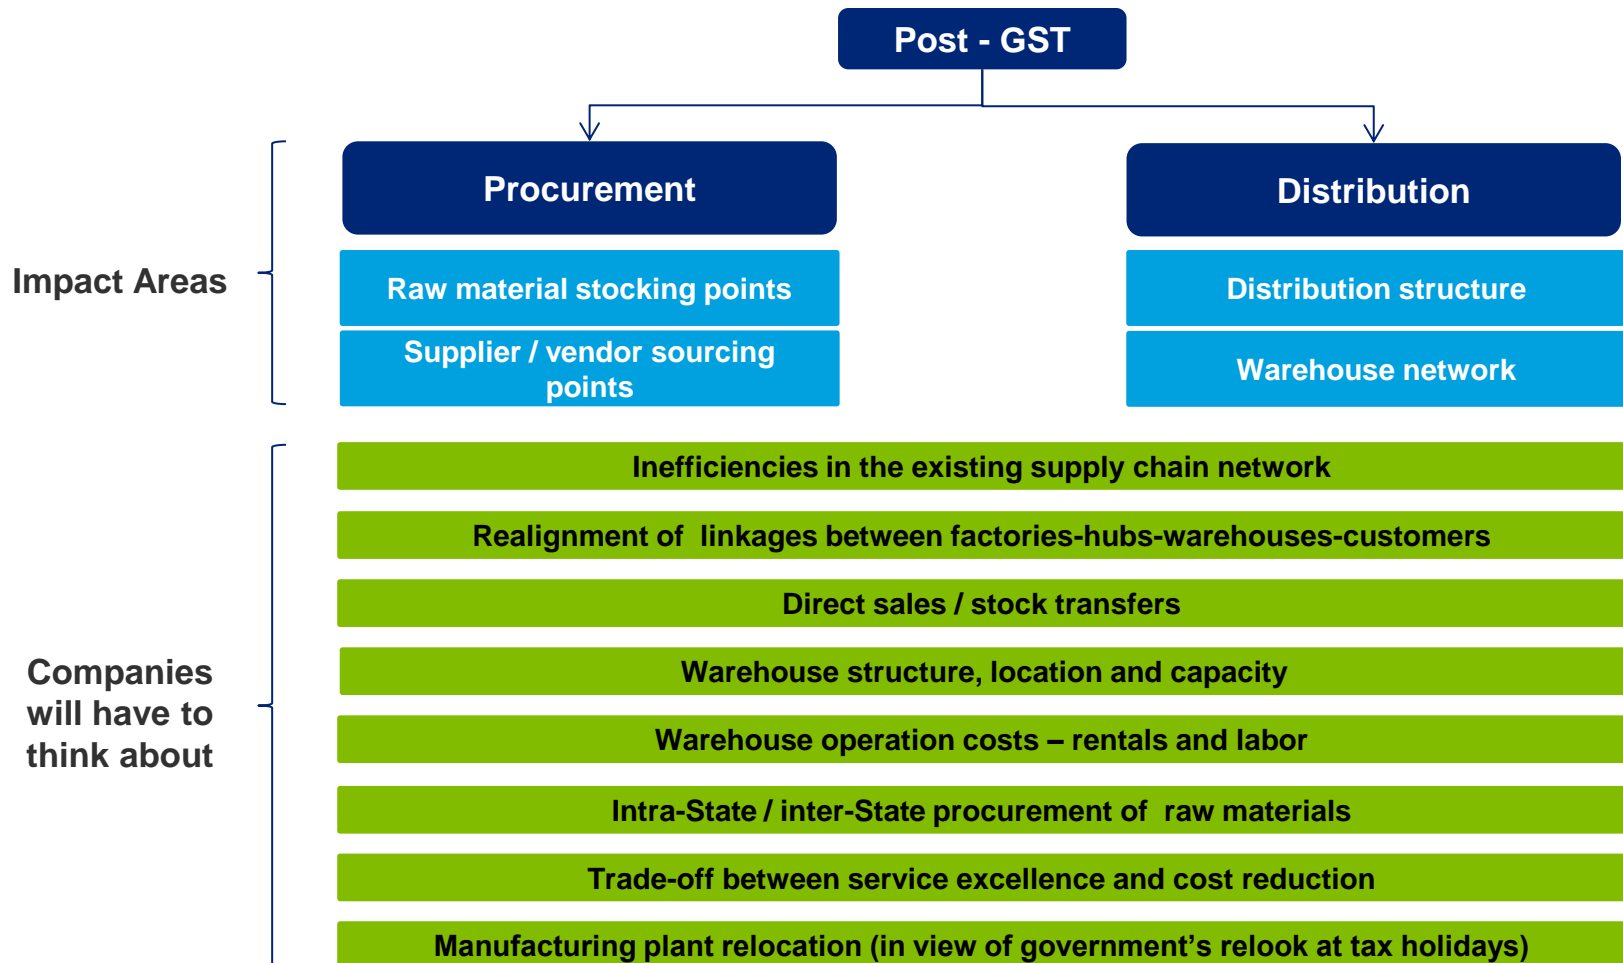 Post - GST
Procurement
Distribution
Impact Areas
Raw material stocking points
Distribution structure
Supplier / vendor sourcing
points
Warehouse network
Inefficiencies in the existing supply chain network
Realignment of linkages between factories-hubs-warehouses-customers
Direct sales / stock transfers
Companies
will have to
think about
Warehouse structure, location and capacity
Warehouse operation costs – rentals and labor
Intra-State / inter-State procurement of raw materials
Trade-off between service excellence and cost reduction
Manufacturing plant relocation (in view of government's relook at tax holidays)